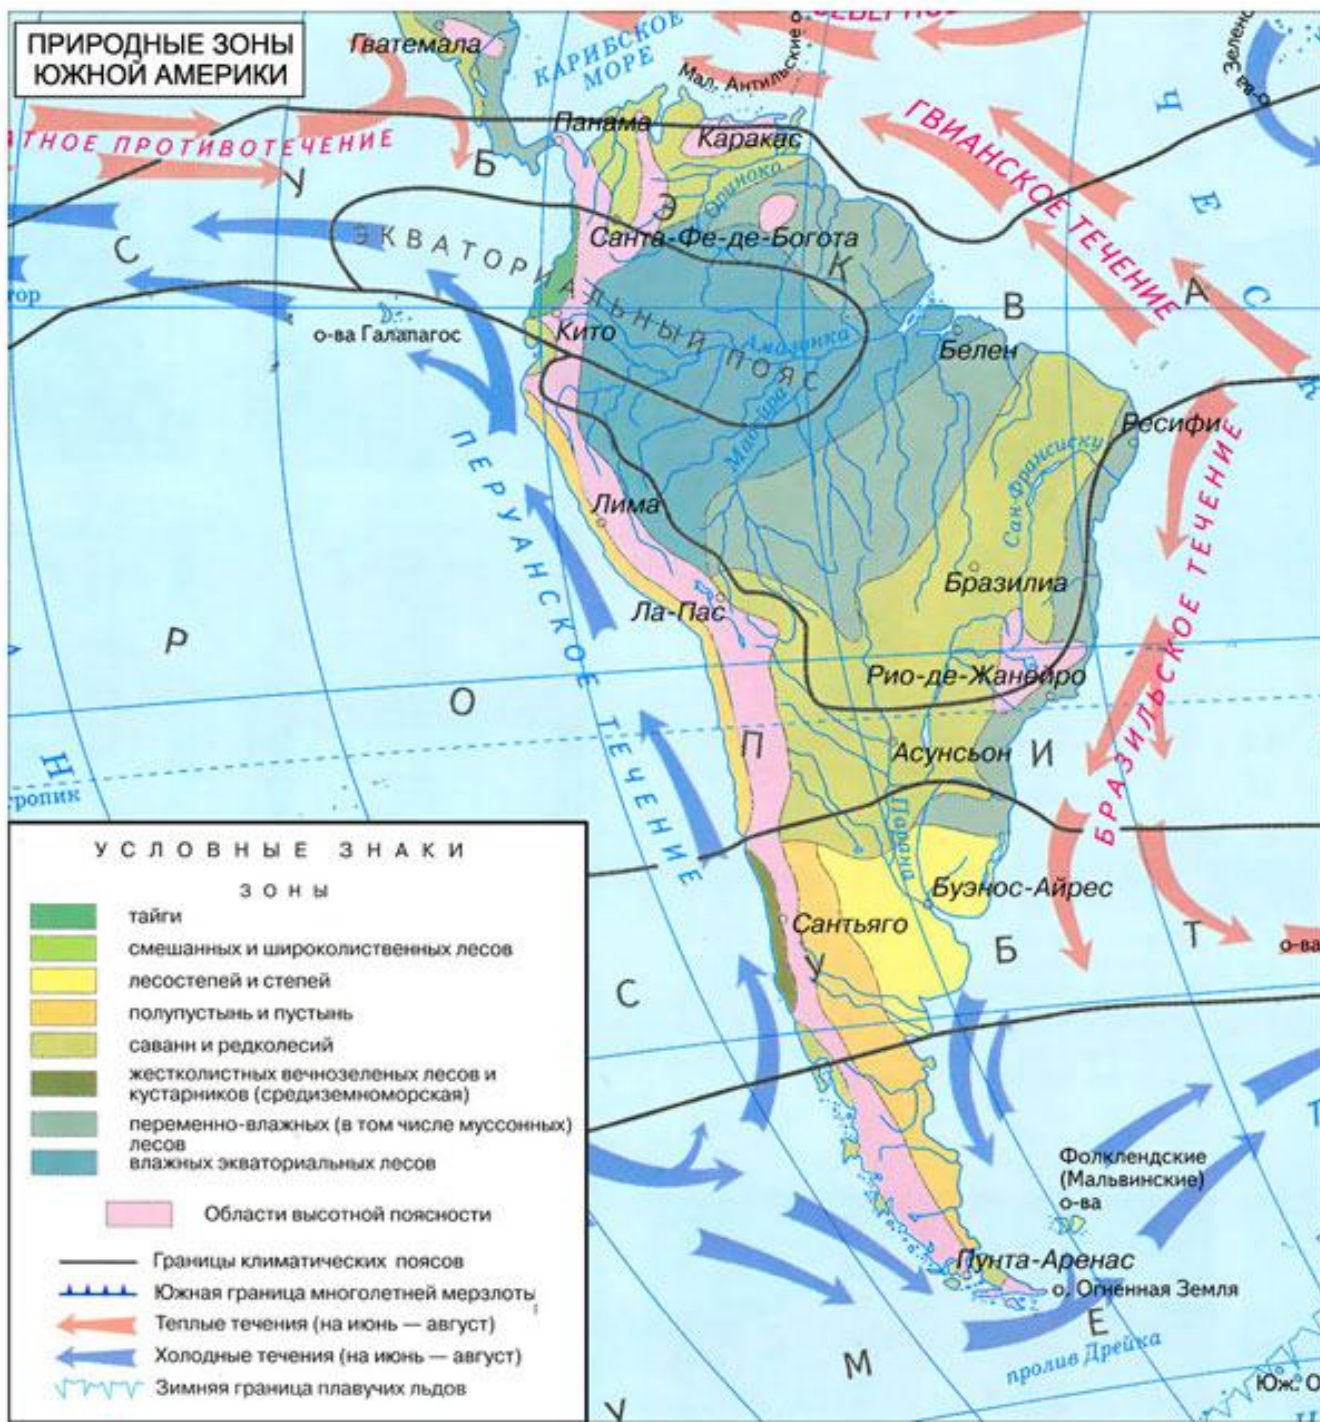 ПРИРОДНЫЕ ЗОНЫ
ЮЖНОЙ АМЕРИКИ
Гватемала
КАРИБСКОЕ
МОРЕ
Мал. Антильские о-
Панама
Каракас
ГВИАНСКОЕ ТЕЧЕНИЕ
АТНОЕ ПРОТИВОТЕЧЕНИЕ
Ориноко
Санта-Фе-де-Богота
ЭКВАТОРИАЛЬНЫЙ ПОЯС
тор
о-ва Галапагос
Кито
Амазонка
Белен
Мадейра
Ресифи
Сан-Франсиску
ПЕРУАНСКОЕ ТЕЧЕНИЕ
Лима
Ла-Пас
Бразилиа
Рио-де-Жанейро
БРАЗИЛЬСКОЕ ТЕЧЕНИЕ
Асунсьон
ропик
Парана
Буэнос-Айрес
Сантьяго
о-ва
С У Б Э К В А
Т Р О П И
С У Б Т
УСЛОВНЫЕ ЗНАКИ
ЗОНЫ
тайги
смешанных и широколиственных лесов
лесостепей и степей
полупустынь и пустынь
саванн и редколесий
жестколистных вечнозеленых лесов и
кустарников (средиземноморская)
переменно-влажных (в том числе муссонных)
лесов
влажных экваториальных лесов
Области высотной поясности
Границы климатических поясов
Южная граница многолетней мерзлоты
Теплые течения (на июнь — август)
Холодные течения (на июнь — август)
Зимняя граница плавучих льдов
Фолклендские
(Мальвинские)
о-ва
Пунта-Аренас
о. Огненная Земля
пролив Дрейка
У М Е
Юж. О